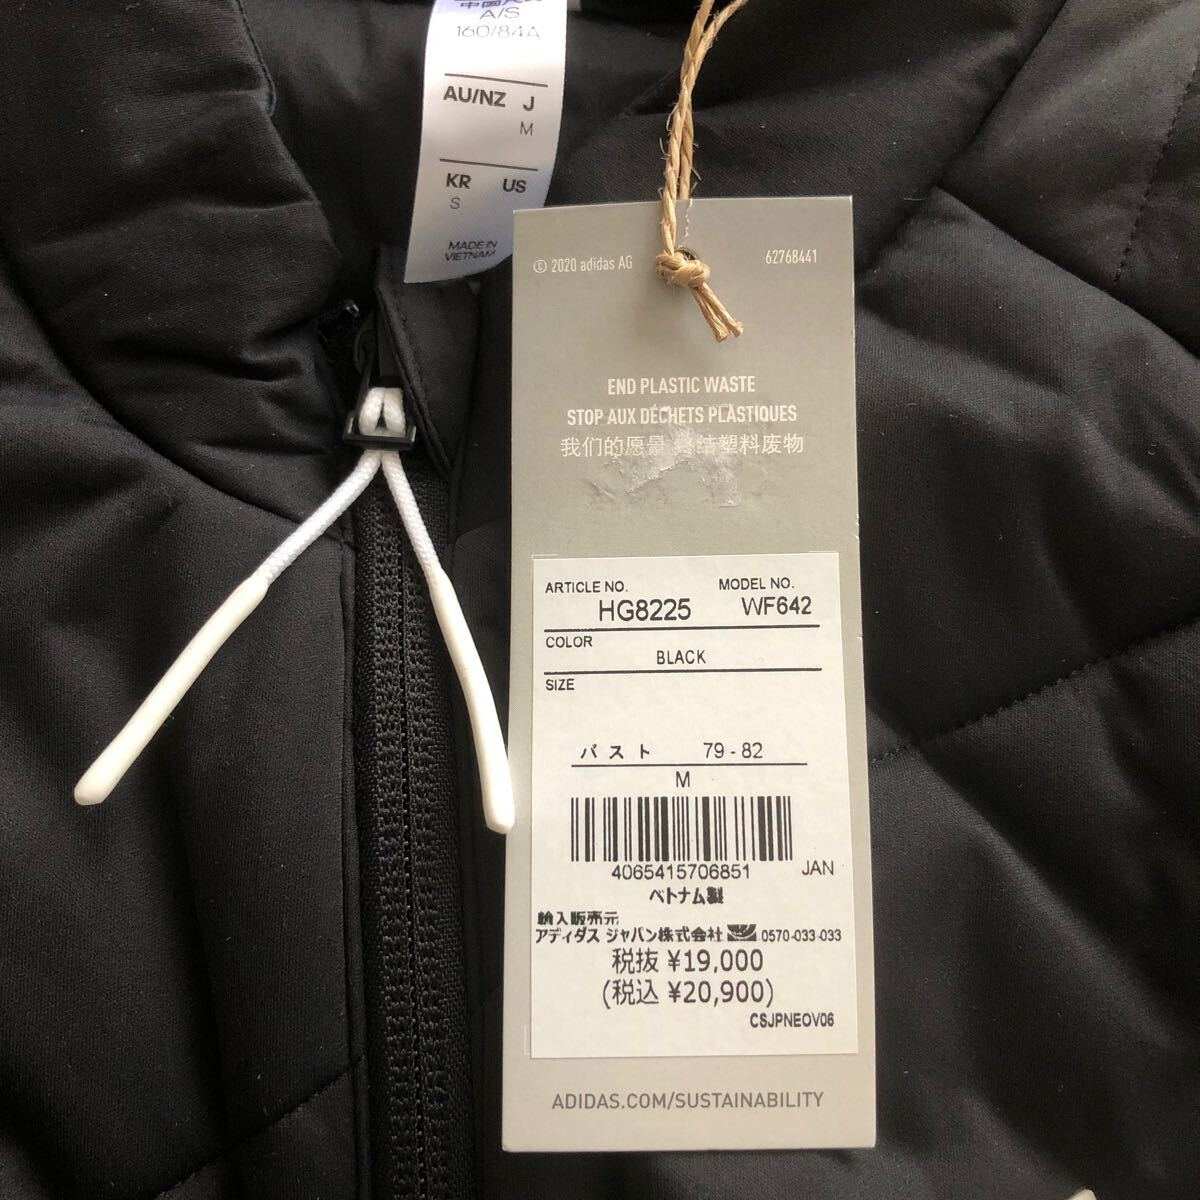 A/S
160/84A
AU/NZ J
M
KR US
S
MADE IN
VIETNAM
© 2020 adidas AG 62768441
END PLASTIC WASTE
STOP AUX DÉCHETS PLASTIQUES
我们的愿景 终结塑料废物
ARTICLE NO. MODEL NO.
HG8225 WF642
COLOR
BLACK
SIZE
バスト 79 - 82
M
4065415706851 JAN
ベトナム製
輸入販売元
アディダス ジャパン株式会社 0570-033-033
税抜 ¥19,000
(税込 ¥20,900)
CSJPNEOV06
ADIDAS.COM/SUSTAINABILITY